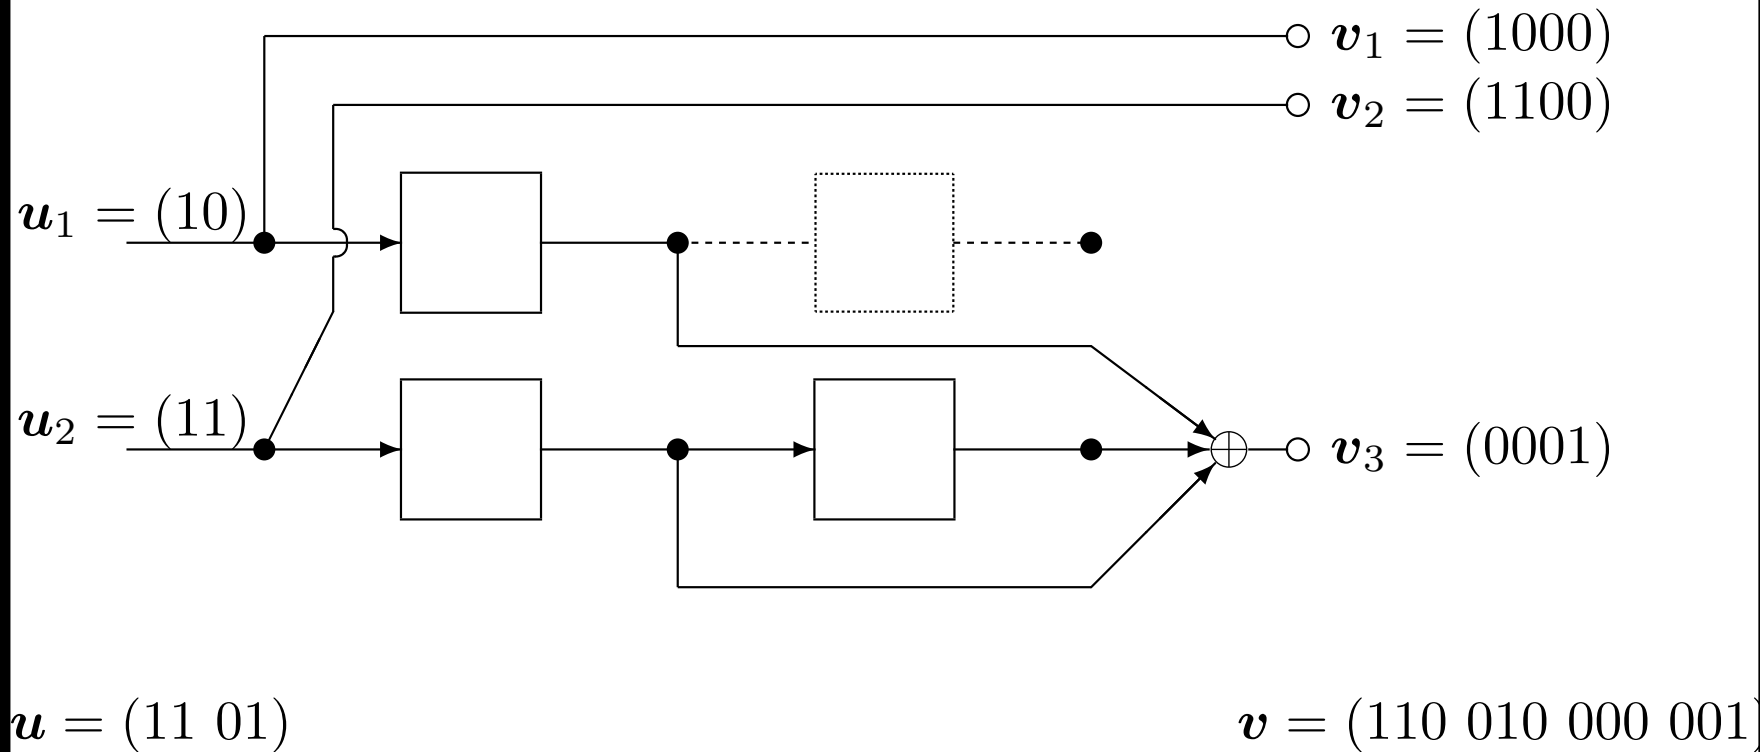 v₁ = (1000)
v₂ = (1100)
u₁ = (10)
u₂ = (11)
v₃ = (0001)
u = (11 01)
v = (110 010 000 001)